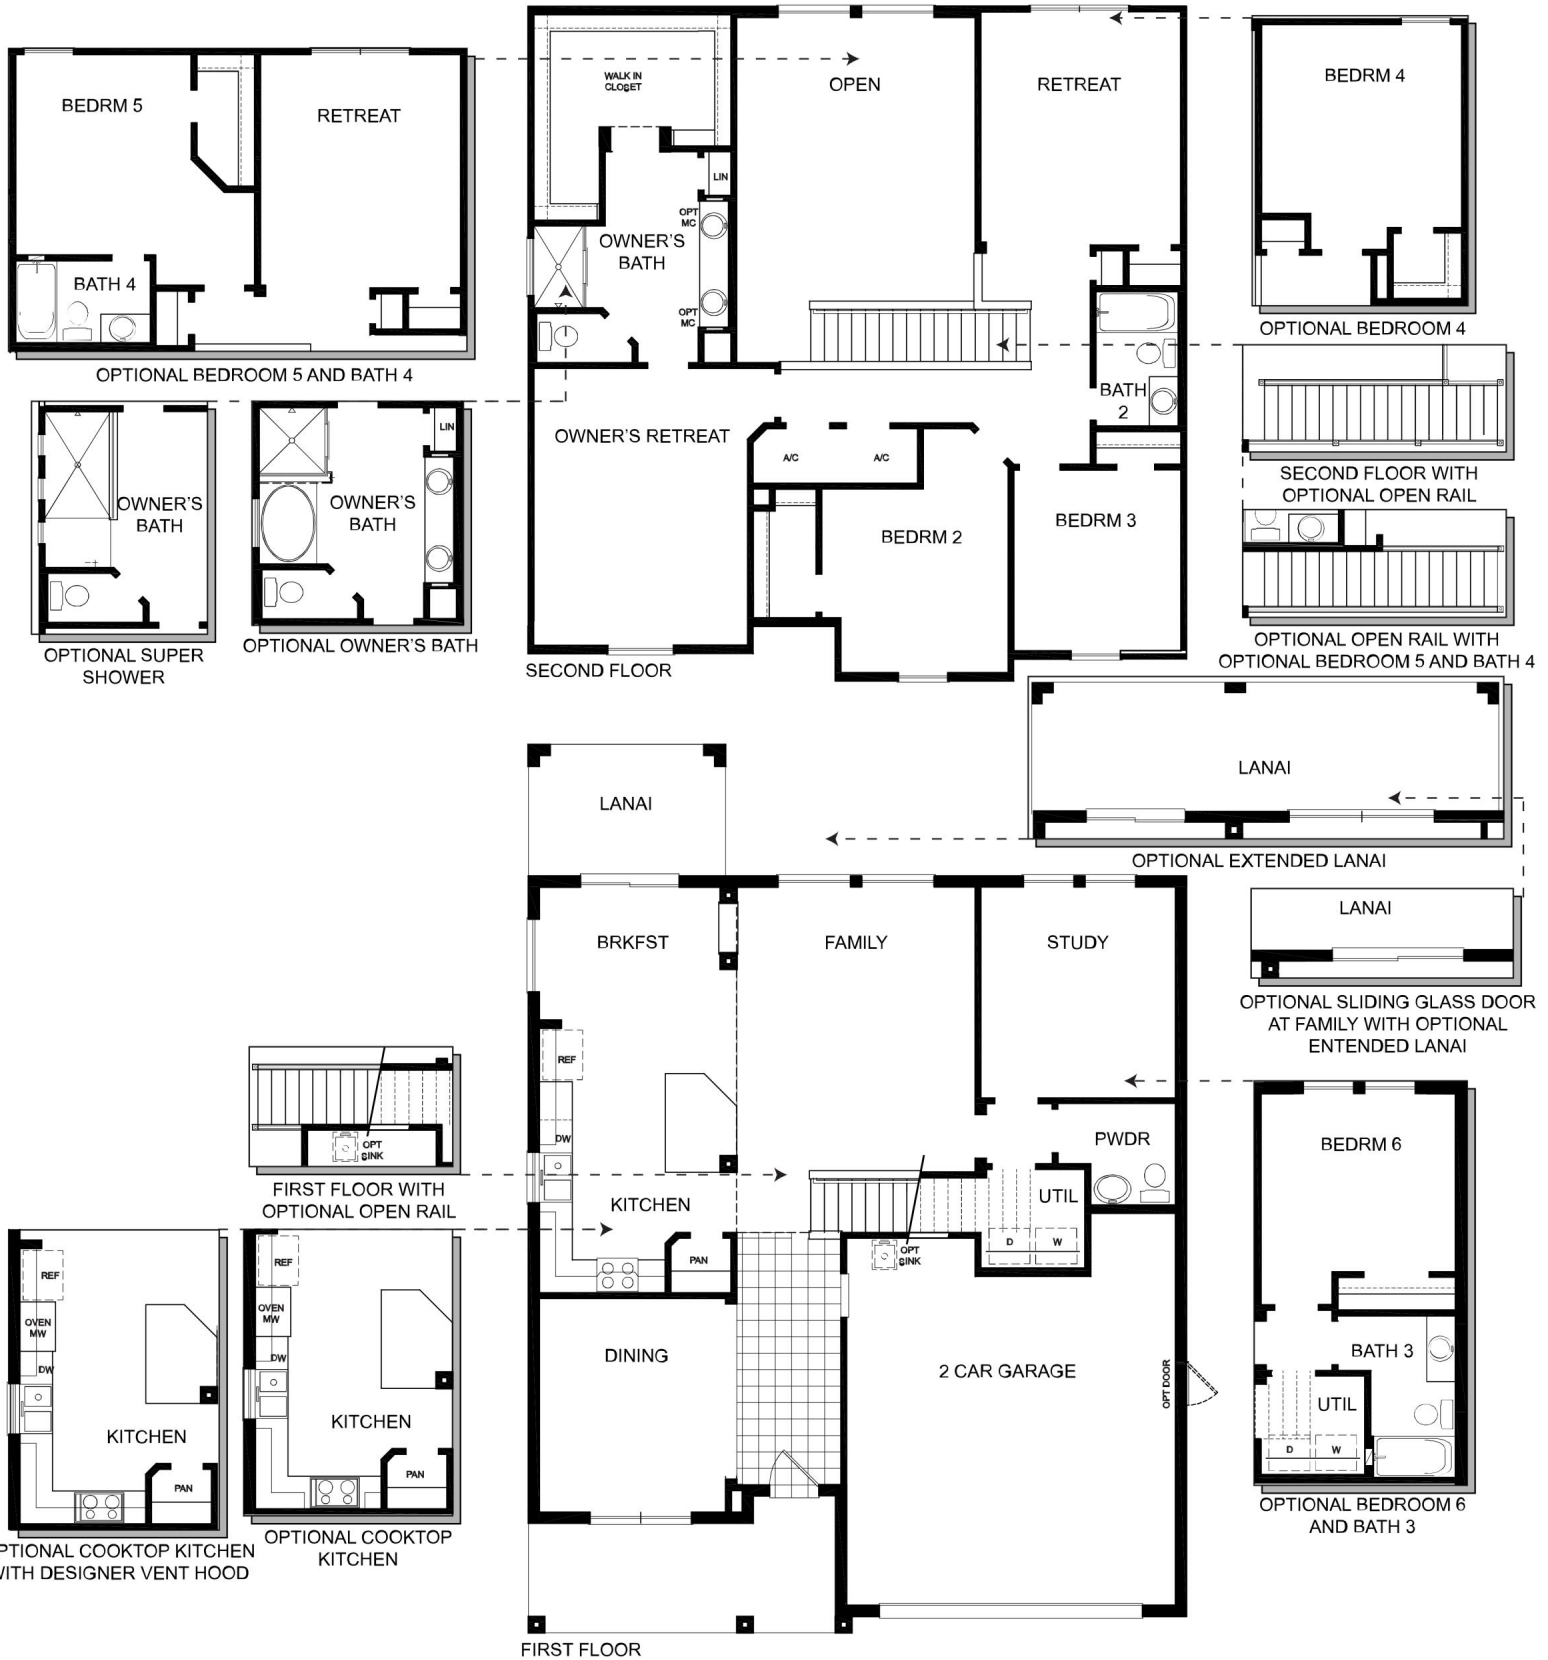 BEDRM 5
RETREAT
BATH 4
OPTIONAL BEDROOM 5 AND BATH 4
WALK IN
CLOSET
OPEN
RETREAT
LIN
OPT
MC
OWNER'S
BATH
OPT
MC
BATH
2
OWNER'S RETREAT
A/C
A/C
BEDRM 2
BEDRM 3
SECOND FLOOR
BEDRM 4
OPTIONAL BEDROOM 4
SECOND FLOOR WITH
OPTIONAL OPEN RAIL
OPTIONAL OPEN RAIL WITH
OPTIONAL BEDROOM 5 AND BATH 4
OWNER'S
BATH
OPTIONAL SUPER
SHOWER
LIN
OWNER'S
BATH
OPTIONAL OWNER'S BATH
LANAI
OPTIONAL EXTENDED LANAI
LANAI
OPTIONAL SLIDING GLASS DOOR
AT FAMILY WITH OPTIONAL
ENTENDED LANAI
LANAI
BRKFST
FAMILY
STUDY
REF
DW
KITCHEN
PAN
PWDR
UTIL
D
W
OPT
SINK
DINING
2 CAR GARAGE
OPT DOOR
FIRST FLOOR
OPT
SINK
FIRST FLOOR WITH
OPTIONAL OPEN RAIL
REF
OVEN
MW
DW
KITCHEN
PAN
PTIONAL COOKTOP KITCHEN
WITH DESIGNER VENT HOOD
REF
OVEN
MW
DW
KITCHEN
PAN
OPTIONAL COOKTOP
KITCHEN
BEDRM 6
BATH 3
UTIL
D
W
OPTIONAL BEDROOM 6
AND BATH 3